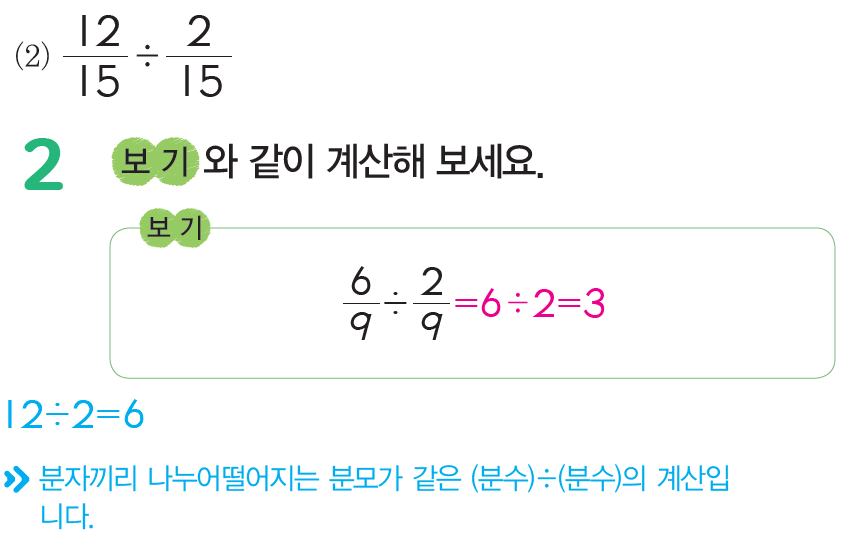 (2) 12/15 ÷ 2/15
2 보기 와 같이 계산해 보세요.
보기
6/9 ÷ 2/9 =6÷2=3
12÷2=6
» 분자끼리 나누어떨어지는 분모가 같은 (분수)÷(분수)의 계산입
니다.